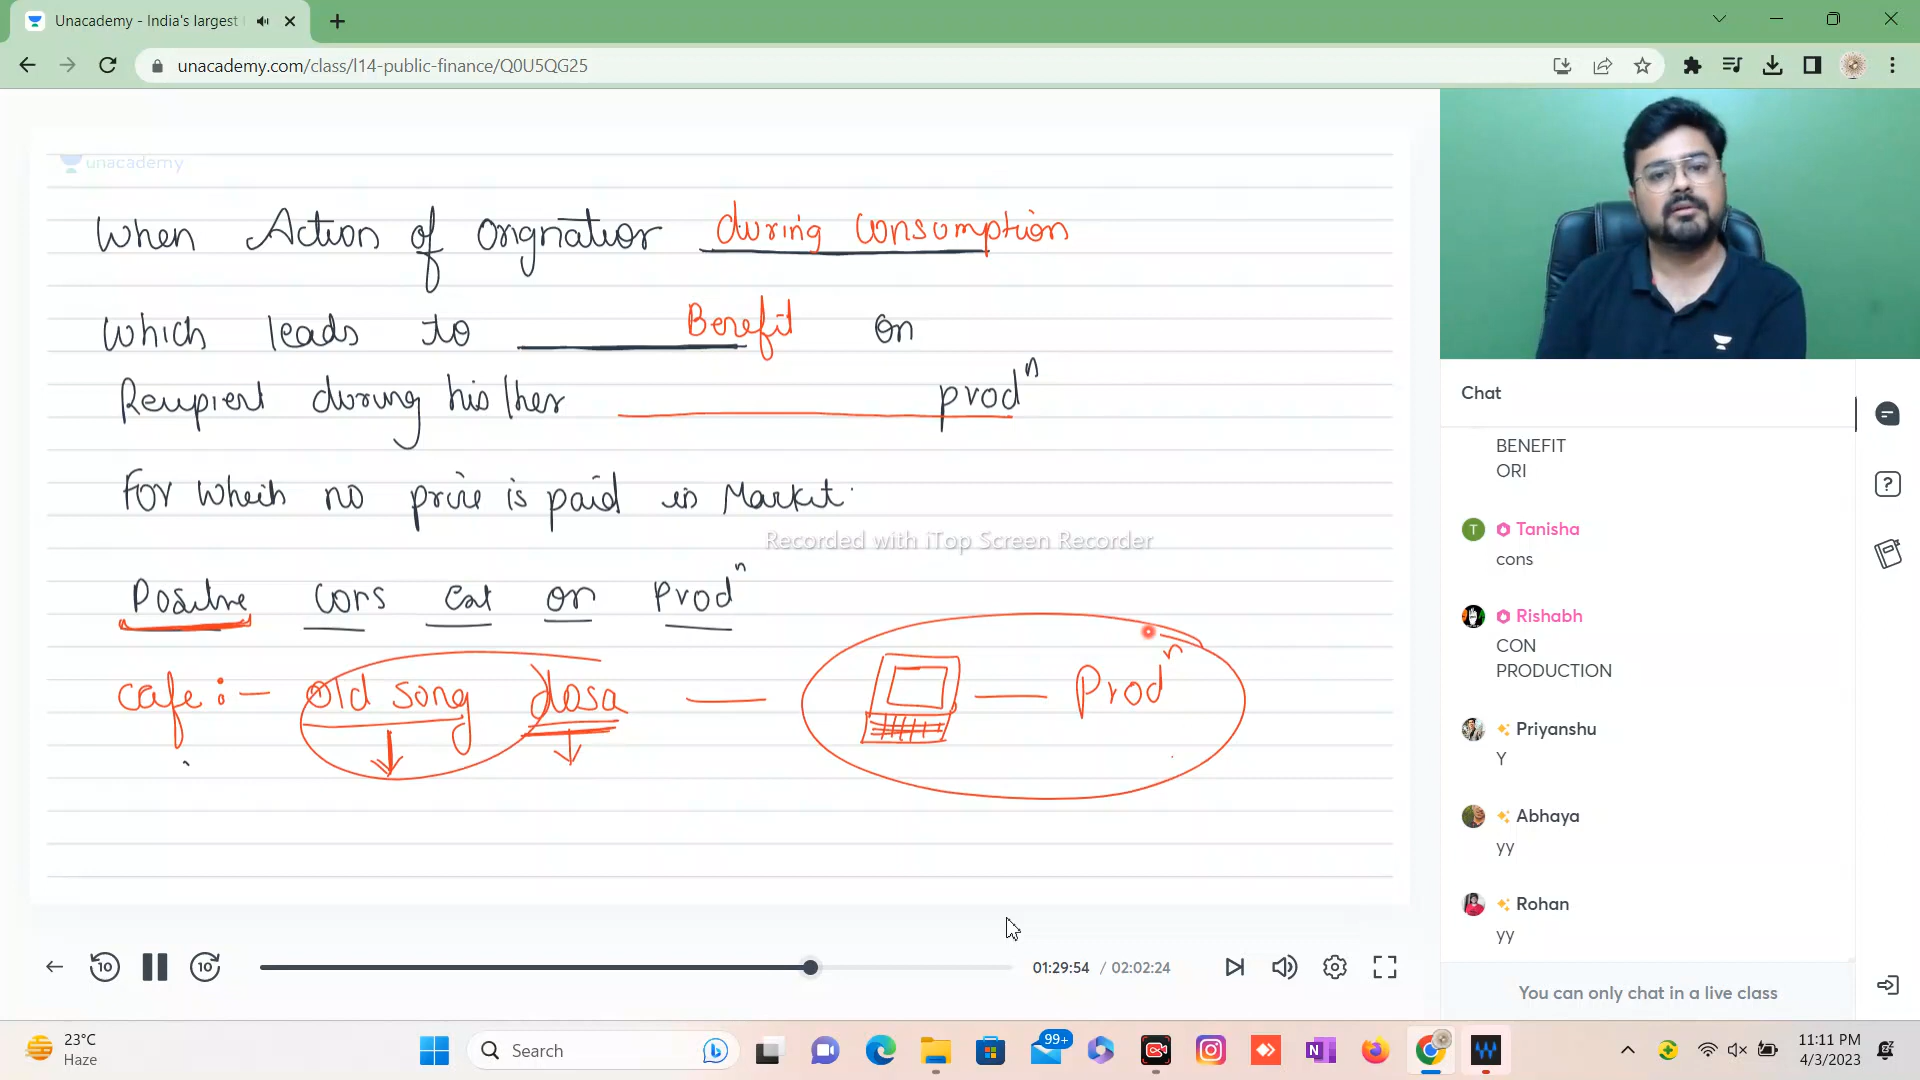 Unacademy - India's largest
unacademy.com/class/l14-public-finance/Q0U5QG25
unacademy
When Action of Orignatior during consumption
which leads to Benefit on
Recipient during his/her prodⁿ
For which no price is paid in Market.
Recorded with iTop Screen Recorder
Positive cons Ext on Prodⁿ
cafe :- old song dosa — — Prodⁿ
Chat
BENEFIT
ORI
T Tanisha
cons
Rishabh
CON
PRODUCTION
Priyanshu
Y
Abhaya
yy
Rohan
yy
You can only chat in a live class
10 10 01:29:54 / 02:02:24
23°C
Haze
Search
99+
11:11 PM
4/3/2023